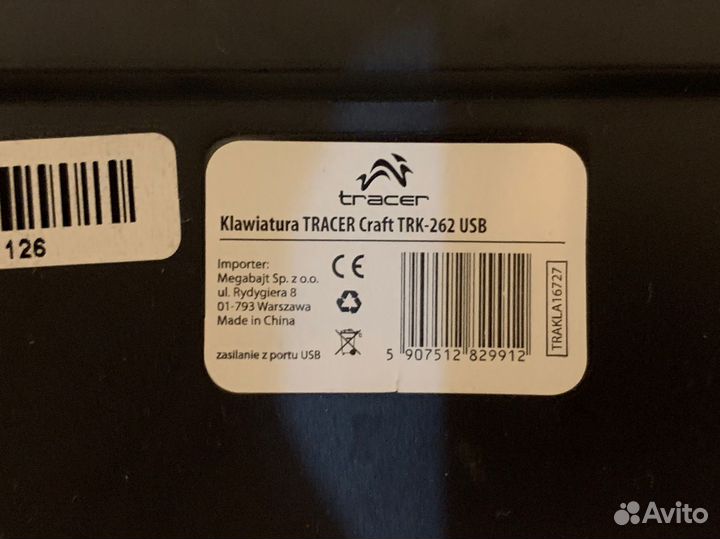 126
tracer
Klawiatura TRACER Craft TRK-262 USB
Importer:
Megabajt Sp. z o.o.
ul. Rydygiera 8
01-793 Warszawa
Made in China
zasilanie z portu USB
CE
5 907512 829912
TRAKLA16727
Avito